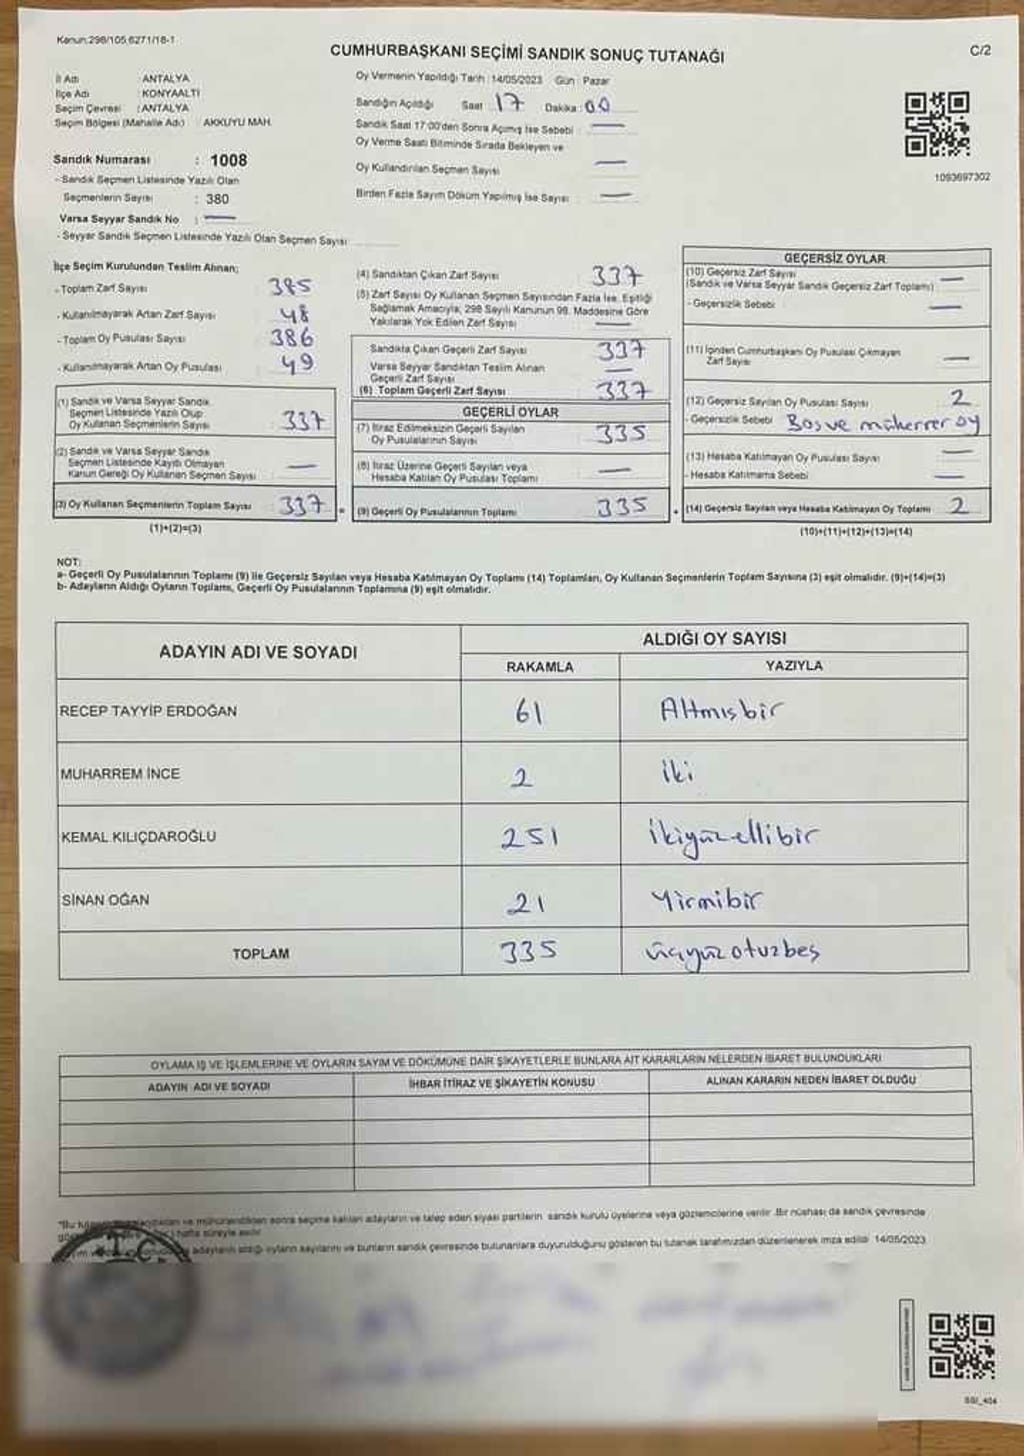 Kanun:298/105,6271/18-1
CUMHURBAŞKANI SEÇİMİ SANDIK SONUÇ TUTANAĞI
C/2
İl Adı : ANTALYA
İlçe Adı : KONYAALTI
Seçim Çevresi : ANTALYA
Seçim Bölgesi (Mahalle Adı) : AKKUYU MAH.
Sandık Numarası : 1008
- Sandık Seçmen Listesinde Yazılı Olan
Seçmenlerin Sayısı : 380
Varsa Seyyar Sandık No : —
- Seyyar Sandık Seçmen Listesinde Yazılı Olan Seçmen Sayısı
Oy Vermenin Yapıldığı Tarih : 14/05/2023 Gün : Pazar
Sandığın Açıldığı Saat 17 Dakika : 00
Sandık Saat 17:00'den Sonra Açımış İse Sebebi : —
Oy Verme Saati Bitiminde Sırada Bekleyen ve
Oy Kullandırılan Seçmen Sayısı —
Birden Fazla Sayım Döküm Yapılmış İse Sayısı : —
1093697302
İlçe Seçim Kurulundan Teslim Alınan;
- Toplam Zarf Sayısı 385
- Kullanılmayarak Artan Zarf Sayısı 48
- Toplam Oy Pusulası Sayısı 386
- Kullanılmayarak Artan Oy Pusulası 49
(1) Sandık ve Varsa Seyyar Sandık
Seçmen Listesinde Yazılı Olup
Oy Kullanan Seçmenlerin Sayısı 337
(2) Sandık ve Varsa Seyyar Sandık
Seçmen Listesinde Kayıtlı Olmayan
Kanun Gereği Oy Kullanan Seçmen Sayısı —
(3) Oy Kullanan Seçmenlerin Toplam Sayısı 337
(1)+(2)=(3)
(4) Sandıktan Çıkan Zarf Sayısı 337
(5) Zarf Sayısı Oy Kullanan Seçmen Sayısından Fazla İse, Eşitliği
Sağlamak Amacıyla; 298 Sayılı Kanunun 98. Maddesine Göre
Yakılarak Yok Edilen Zarf Sayısı —
Sandıkta Çıkan Geçerli Zarf Sayısı 337
Varsa Seyyar Sandıktan Teslim Alınan
Geçerli Zarf Sayısı —
(6) Toplam Geçerli Zarf Sayısı 337
GEÇERLİ OYLAR
(7) İtiraz Edilmeksizin Geçerli Sayılan
Oy Pusulalarının Sayısı 335
(8) İtiraz Üzerine Geçerli Sayılan veya
Hesaba Katılan Oy Pusulası Toplamı —
(9) Geçerli Oy Pusulalarının Toplamı 335
GEÇERSİZ OYLAR
(10) Geçersiz Zarf Sayısı —
(Sandık ve Varsa Seyyar Sandık Geçersiz Zarf Toplamı)
- Geçersizlik Sebebi —
(11) İçinden Cumhurbaşkanı Oy Pusulası Çıkmayan
Zarf Sayısı —
(12) Geçersiz Sayılan Oy Pusulası Sayısı 2
- Geçersizlik Sebebi Boş ve mükerrer oy
(13) Hesaba Katılmayan Oy Pusulası Sayısı —
- Hesaba Katılmama Sebebi —
(14) Geçersiz Sayılan veya Hesaba Katılmayan Oy Toplamı 2
(10)+(11)+(12)+(13)=(14)
NOT:
a- Geçerli Oy Pusulalarının Toplamı (9) ile Geçersiz Sayılan veya Hesaba Katılmayan Oy Toplamı (14) Toplamları, Oy Kullanan Seçmenlerin Toplam Sayısına (3) eşit olmalıdır. (9)+(14)=(3)
b- Adayların Aldığı Oyların Toplamı, Geçerli Oy Pusulalarının Toplamına (9) eşit olmalıdır.
ADAYIN ADI VE SOYADI
ALDIĞI OY SAYISI
RAKAMLA YAZIYLA
RECEP TAYYİP ERDOĞAN 61 Altmışbir
MUHARREM İNCE 2 iki
KEMAL KILIÇDAROĞLU 251 ikiyüzellibir
SİNAN OĞAN 21 Yirmibir
TOPLAM 335 üçyüzotuzbeş
OYLAMA İŞ VE İŞLEMLERİNE VE OYLARIN SAYIM VE DÖKÜMÜNE DAİR ŞİKAYETLERLE BUNLARA AİT KARARLARIN NELERDEN İBARET BULUNDUKLARI
ADAYIN ADI VE SOYADI İHBAR İTİRAZ VE ŞİKAYETİN KONUSU ALINAN KARARIN NEDEN İBARET OLDUĞU
*Bu ve mühürlendikten sonra seçime katılan adayların ve talep eden siyasi partilerin sandık kurulu üyelerine veya gözlemcilerine verilir. Bir nüshası da sandık çevresinde
hafta süreyle asılır
adayların aldığı oyların sayılarını ve bunların sandık çevresinde bulunanlara duyurulduğunu gösteren bu tutanak tarafımızdan düzenlenerek imza edildi 14/05/2023
T.C.
SGI_404